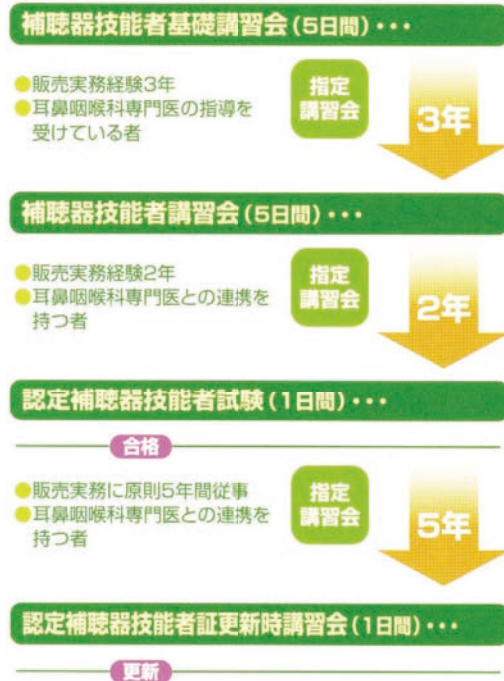 補聴器技能者基礎講習会(5日間)・・・
●販売実務経験3年
●耳鼻咽喉科専門医の指導を
受けている者
指定
講習会
3年
補聴器技能者講習会(5日間)・・・
●販売実務経験2年
●耳鼻咽喉科専門医との連携を
持つ者
指定
講習会
2年
認定補聴器技能者試験(1日間)・・・
合格
●販売実務に原則5年間従事
●耳鼻咽喉科専門医との連携を
持つ者
指定
講習会
5年
認定補聴器技能者証更新時講習会(1日間)・・・
更新